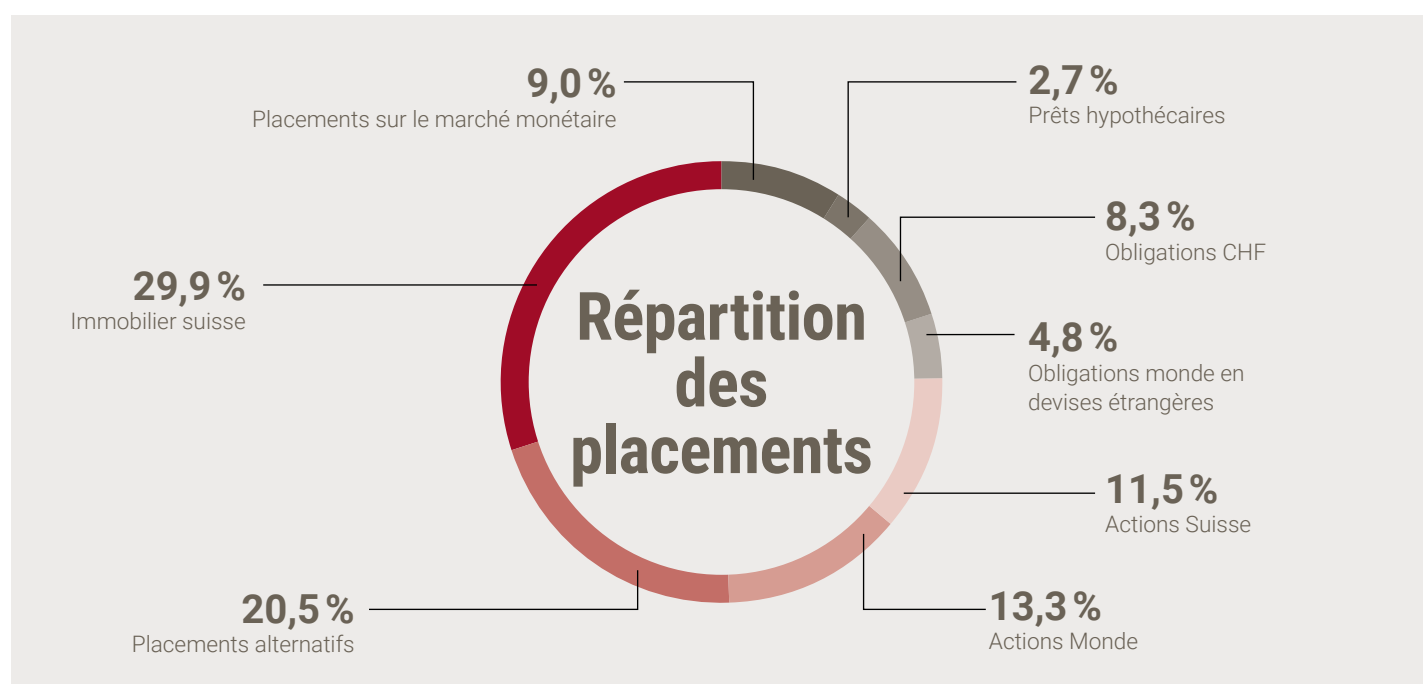 9,0 %
Placements sur le marché monétaire
2,7 %
Prêts hypothécaires
8,3 %
Obligations CHF
4,8 %
Obligations monde en
devises étrangères
11,5 %
Actions Suisse
13,3 %
Actions Monde
20,5 %
Placements alternatifs
29,9 %
Immobilier suisse
Répartition
des
placements